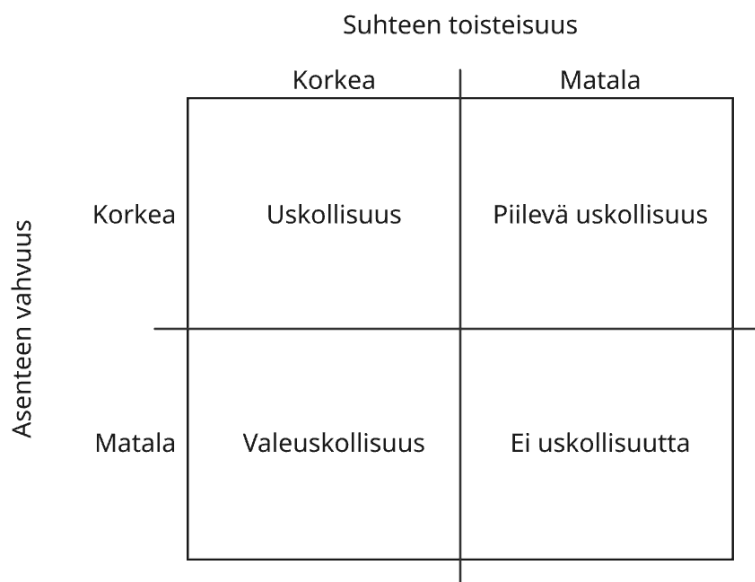 Suhteen toisteisuus
Korkea Matala
Asenteen vahvuus
Korkea Uskollisuus Piilevä uskollisuus
Matala Valeuskollisuus Ei uskollisuutta